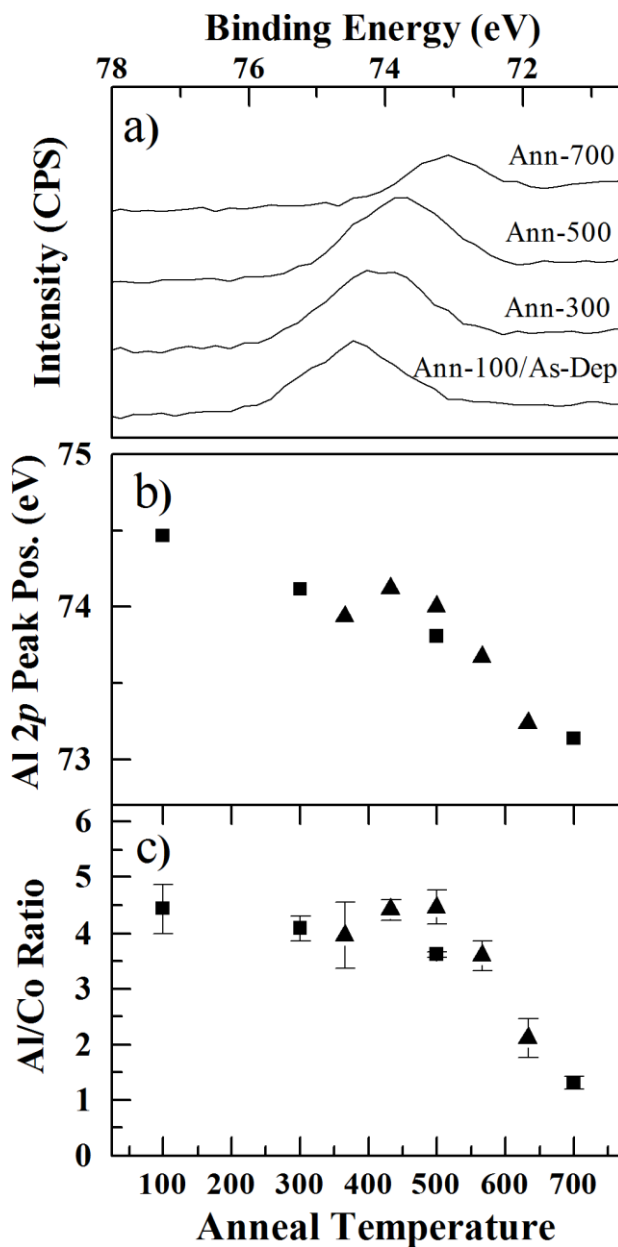 Binding Energy (eV)
78 76 74 72
a)
Intensity (CPS)
Ann-700
Ann-500
Ann-300
Ann-100/As-Dep
75
b)
Al 2p Peak Pos. (eV)
74
73
6
c)
5
Al/Co Ratio
4
3
2
1
0
100 200 300 400 500 600 700
Anneal Temperature